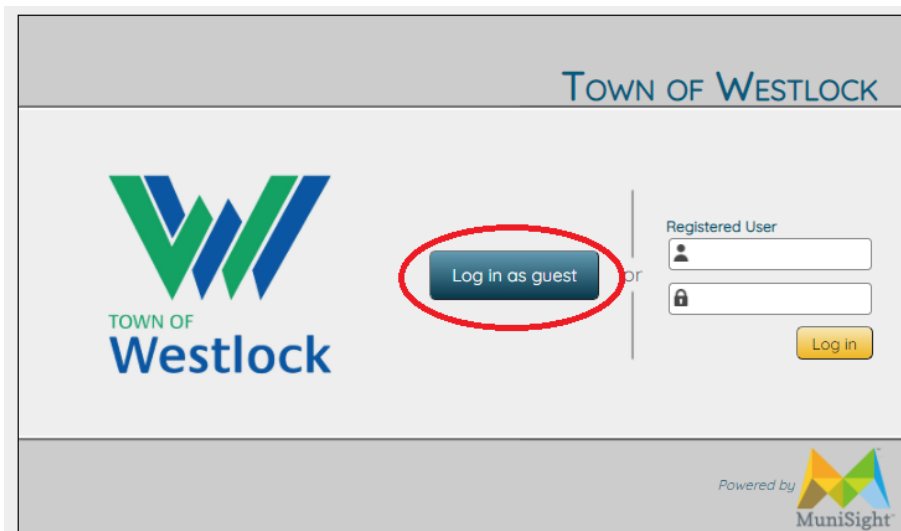 TOWN OF WESTLOCK
TOWN OF
Westlock
Log in as guest
or
Registered User
Log in
Powered by
MuniSight